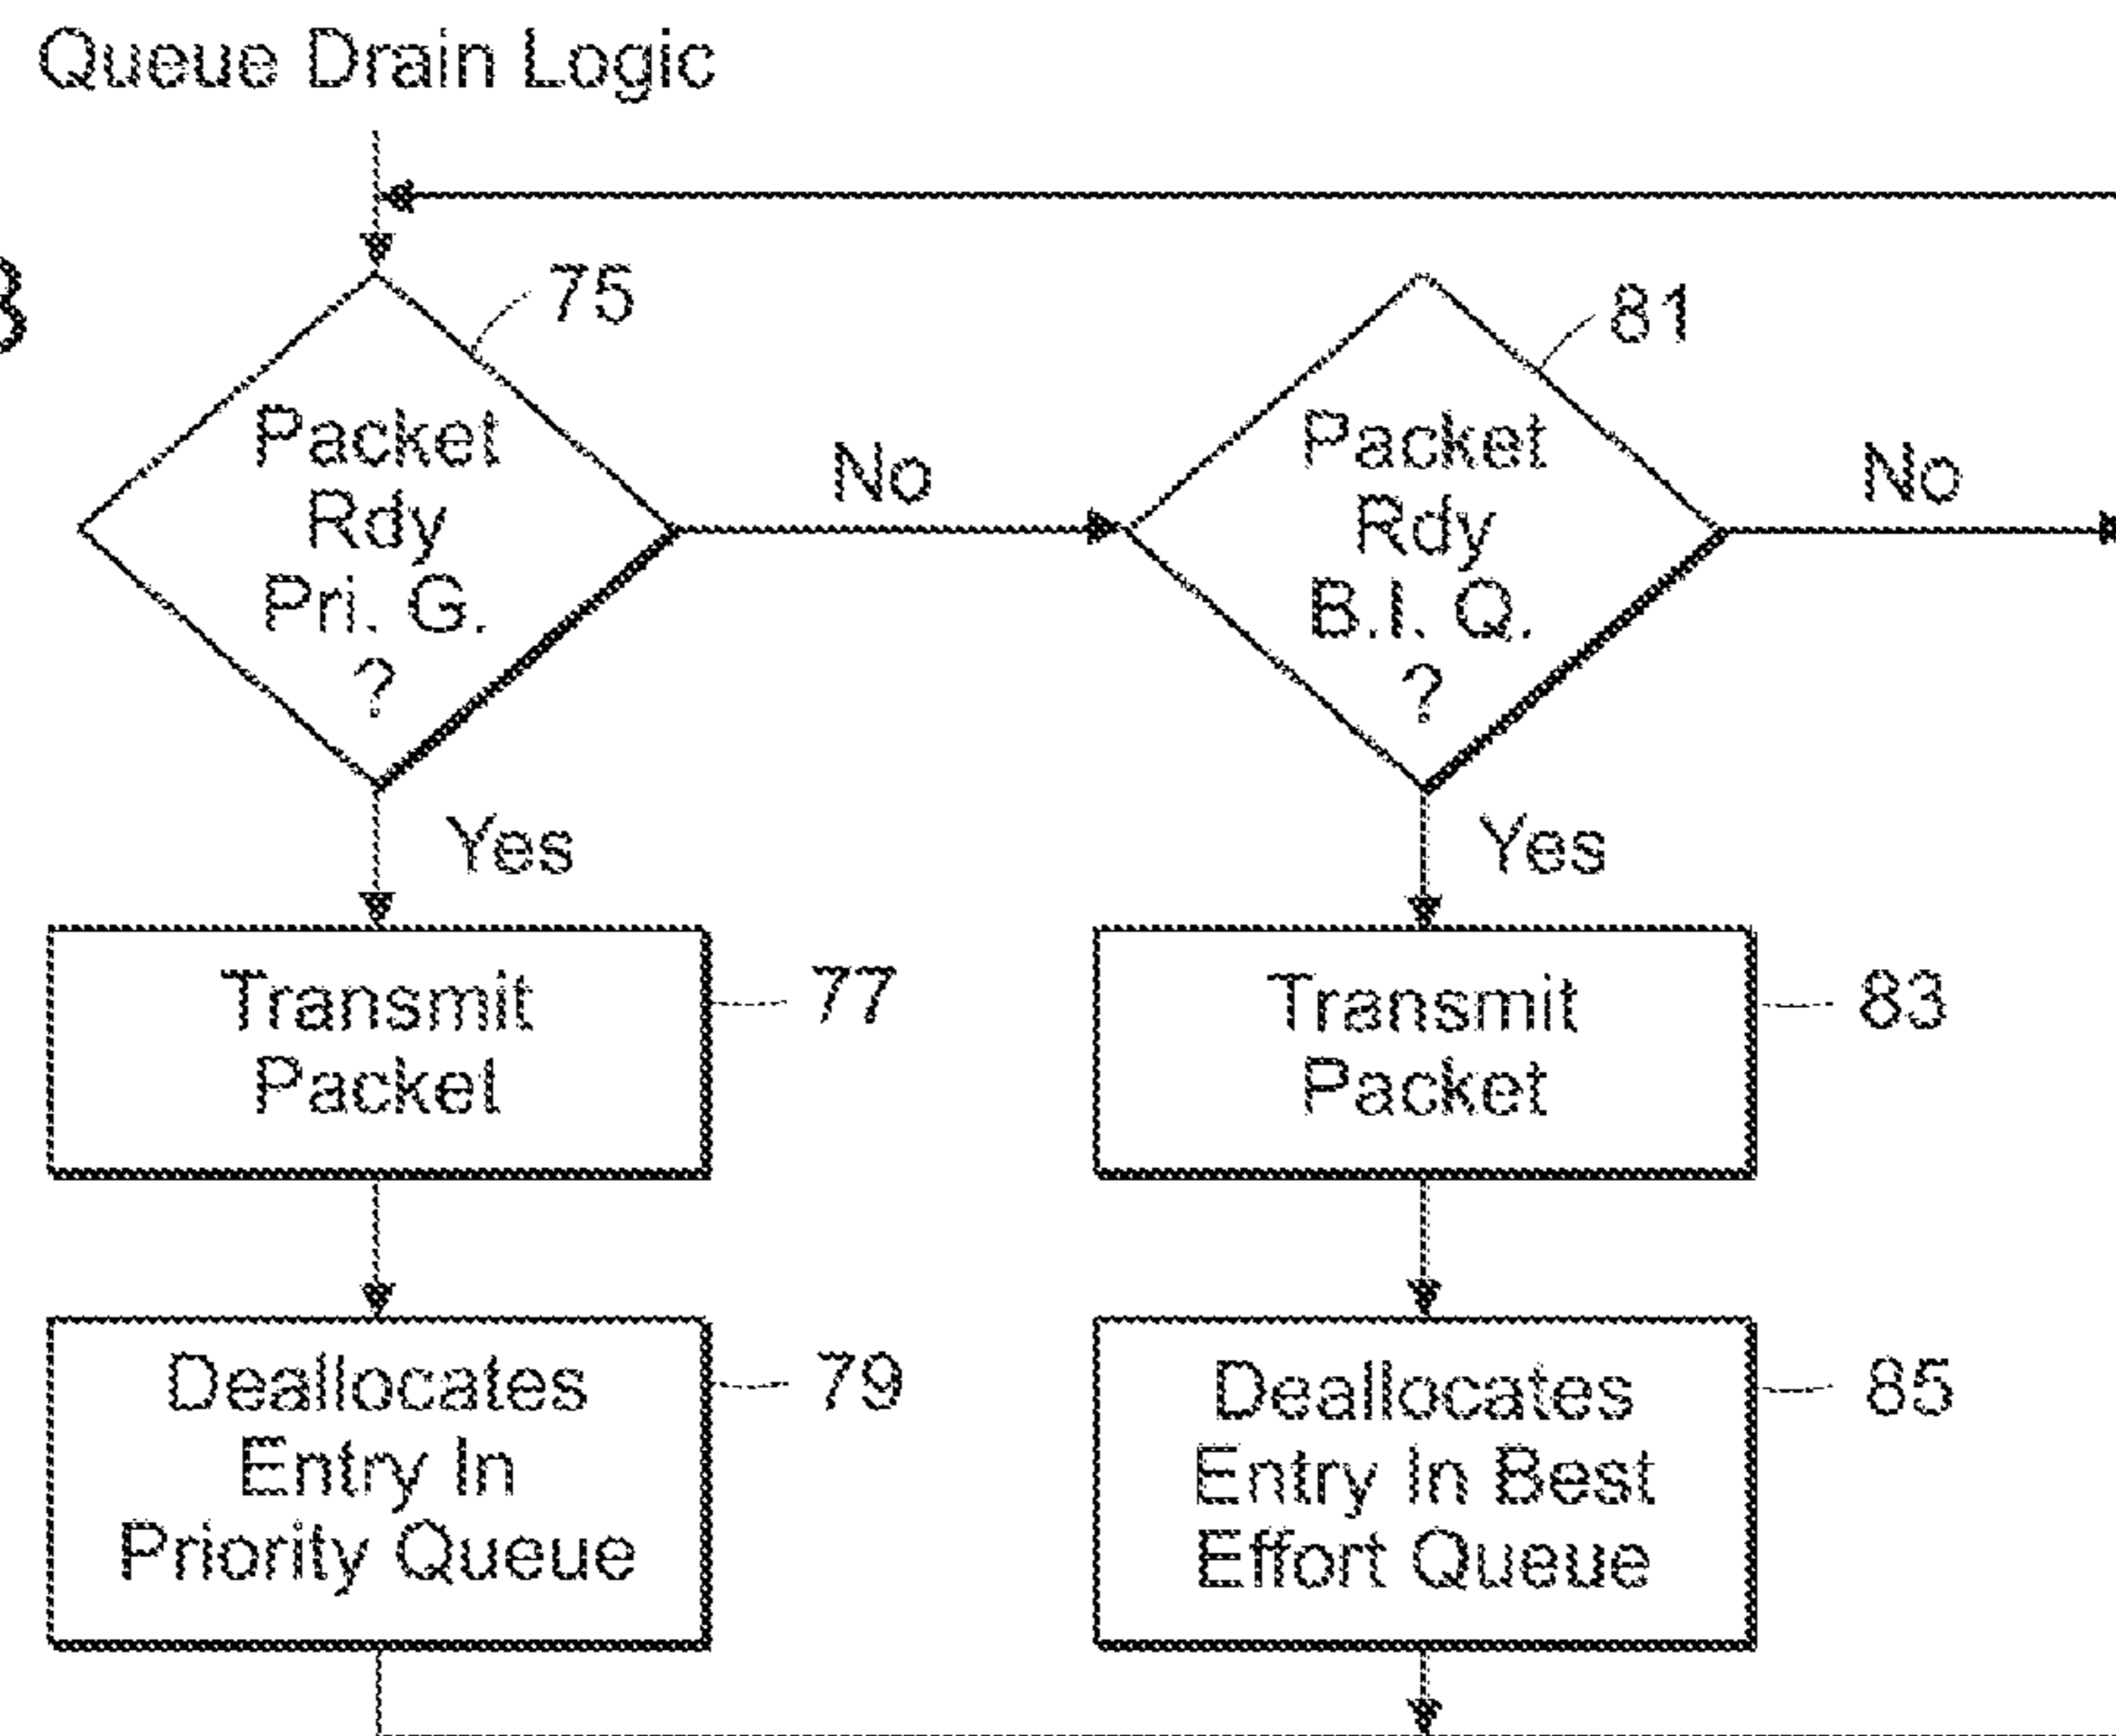 Queue Drain Logic
75
Packet
Rdy
Pri. G.
?
No
81
Packet
Rdy
B.I. Q.
?
No
Yes
Yes
Transmit
Packet
77
Transmit
Packet
83
Deallocates
Entry In
Priority Queue
79
Deallocates
Entry In Best
Effort Queue
85